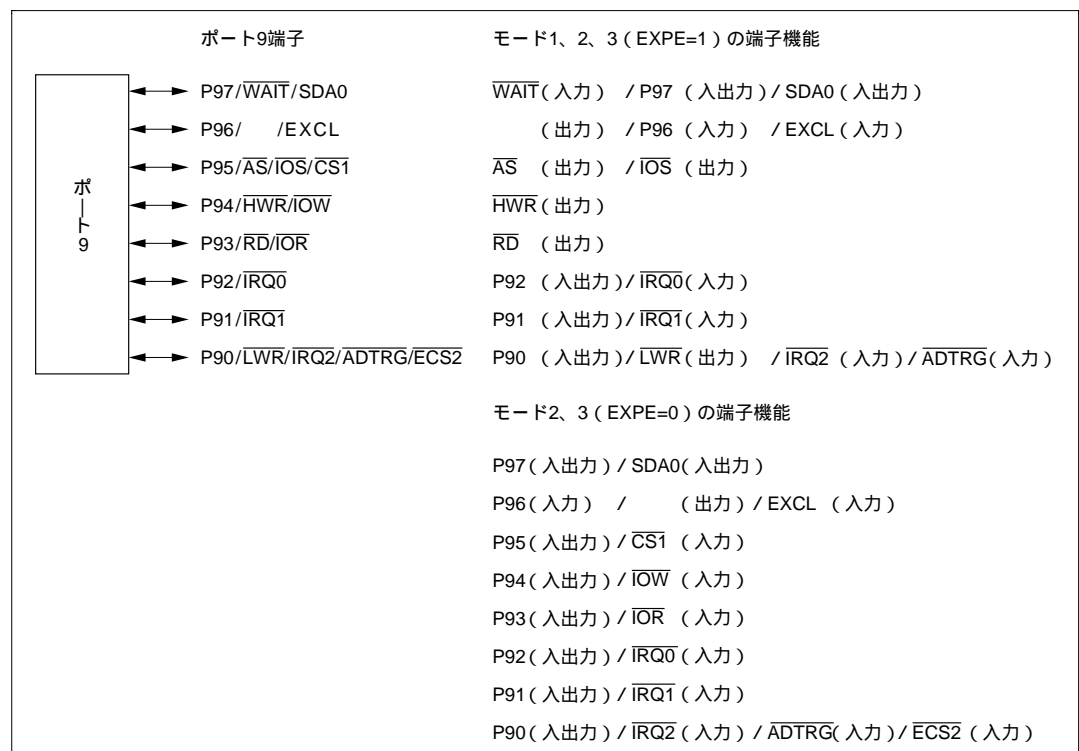 ポート9端子 モード1、2、3（EXPE=1）の端子機能
P97/WAIT/SDA0 WAIT（入力） / P97 （入出力）/ SDA0（入出力）
P96/ /EXCL （出力） / P96 （入力） / EXCL（入力）
P95/AS/IOS/CS1 AS （出力） / IOS （出力）
P94/HWR/IOW HWR（出力）
P93/RD/IOR RD （出力）
P92/IRQ0 P92 （入出力）/ IRQ0（入力）
P91/IRQ1 P91 （入出力）/ IRQ1（入力）
P90/LWR/IRQ2/ADTRG/ECS2 P90 （入出力）/ LWR（出力） / IRQ2 （入力）/ ADTRG（入力）
ポート9
モード2、3（EXPE=0）の端子機能
P97（入出力）/ SDA0（入出力）
P96（入力） / （出力）/ EXCL （入力）
P95（入出力）/ CS1 （入力）
P94（入出力）/ IOW （入力）
P93（入出力）/ IOR （入力）
P92（入出力）/ IRQ0（入力）
P91（入出力）/ IRQ1（入力）
P90（入出力）/ IRQ2（入力）/ ADTRG（入力）/ ECS2 （入力）